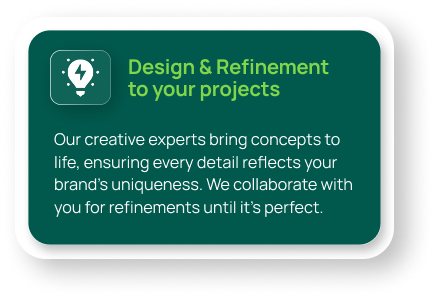 Design & Refinement
to your projects
Our creative experts bring concepts to
life, ensuring every detail reflects your
brand's uniqueness. We collaborate with
you for refinements until it's perfect.